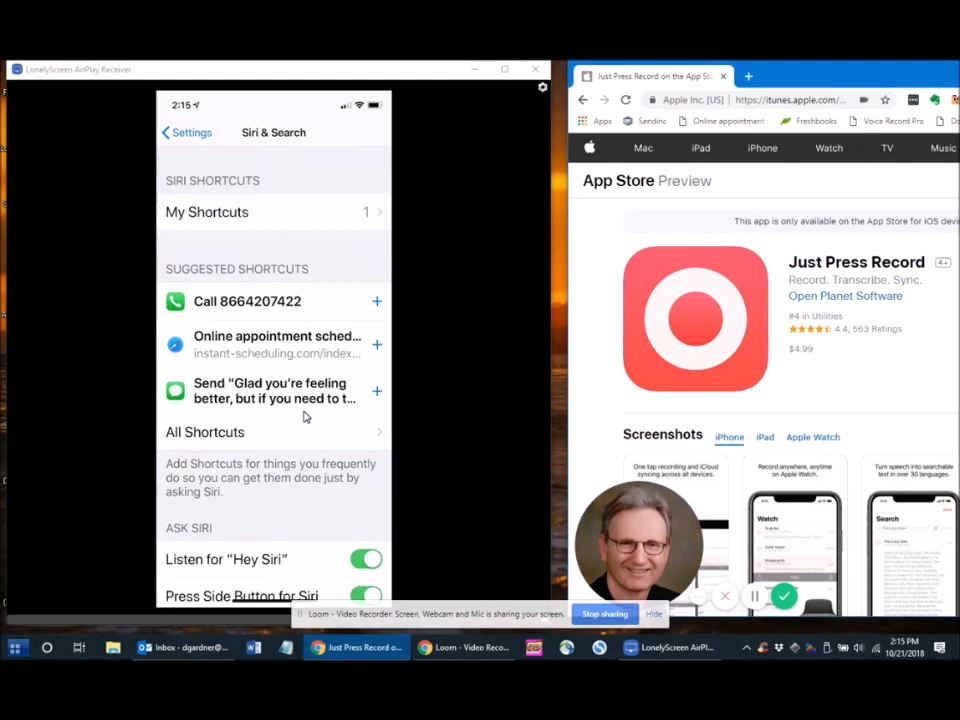 LonelyScreen AirPlay Receiver
2:15
Settings
Siri & Search
SIRI SHORTCUTS
My Shortcuts 1
SUGGESTED SHORTCUTS
Call 8664207422
Online appointment sched...
instant-scheduling.com/index...
Send “Glad you’re feeling
better, but if you need to t...
All Shortcuts
Add Shortcuts for things you frequently
do so you can get them done just by
asking Siri.
ASK SIRI
Listen for “Hey Siri”
Press Side Button for Siri
Just Press Record on the App Sto
Apple Inc. [US] https://itunes.apple.com/...
Apps Sendinc Online appointment Freshbooks Voice Record Pro
Mac iPad iPhone Watch TV Music
App Store Preview
This app is only available on the App Store for iOS devi
Just Press Record 4+
Record. Transcribe. Sync.
Open Planet Software
#4 in Utilities
4.4, 563 Ratings
$4.99
Screenshots iPhone iPad Apple Watch
One tap recording and iCloud
syncing across all devices.
Record anywhere, anytime
on Apple Watch.
Turn speech into searchable
text in over 30 languages.
Watch
Search
Loom - Video Recorder: Screen, Webcam and Mic is sharing your screen.
Stop sharing
Hide
Inbox - dgardner@...
Just Press Record o...
Loom - Video Reco...
LonelyScreen AirPl...
2:15 PM
10/21/2018